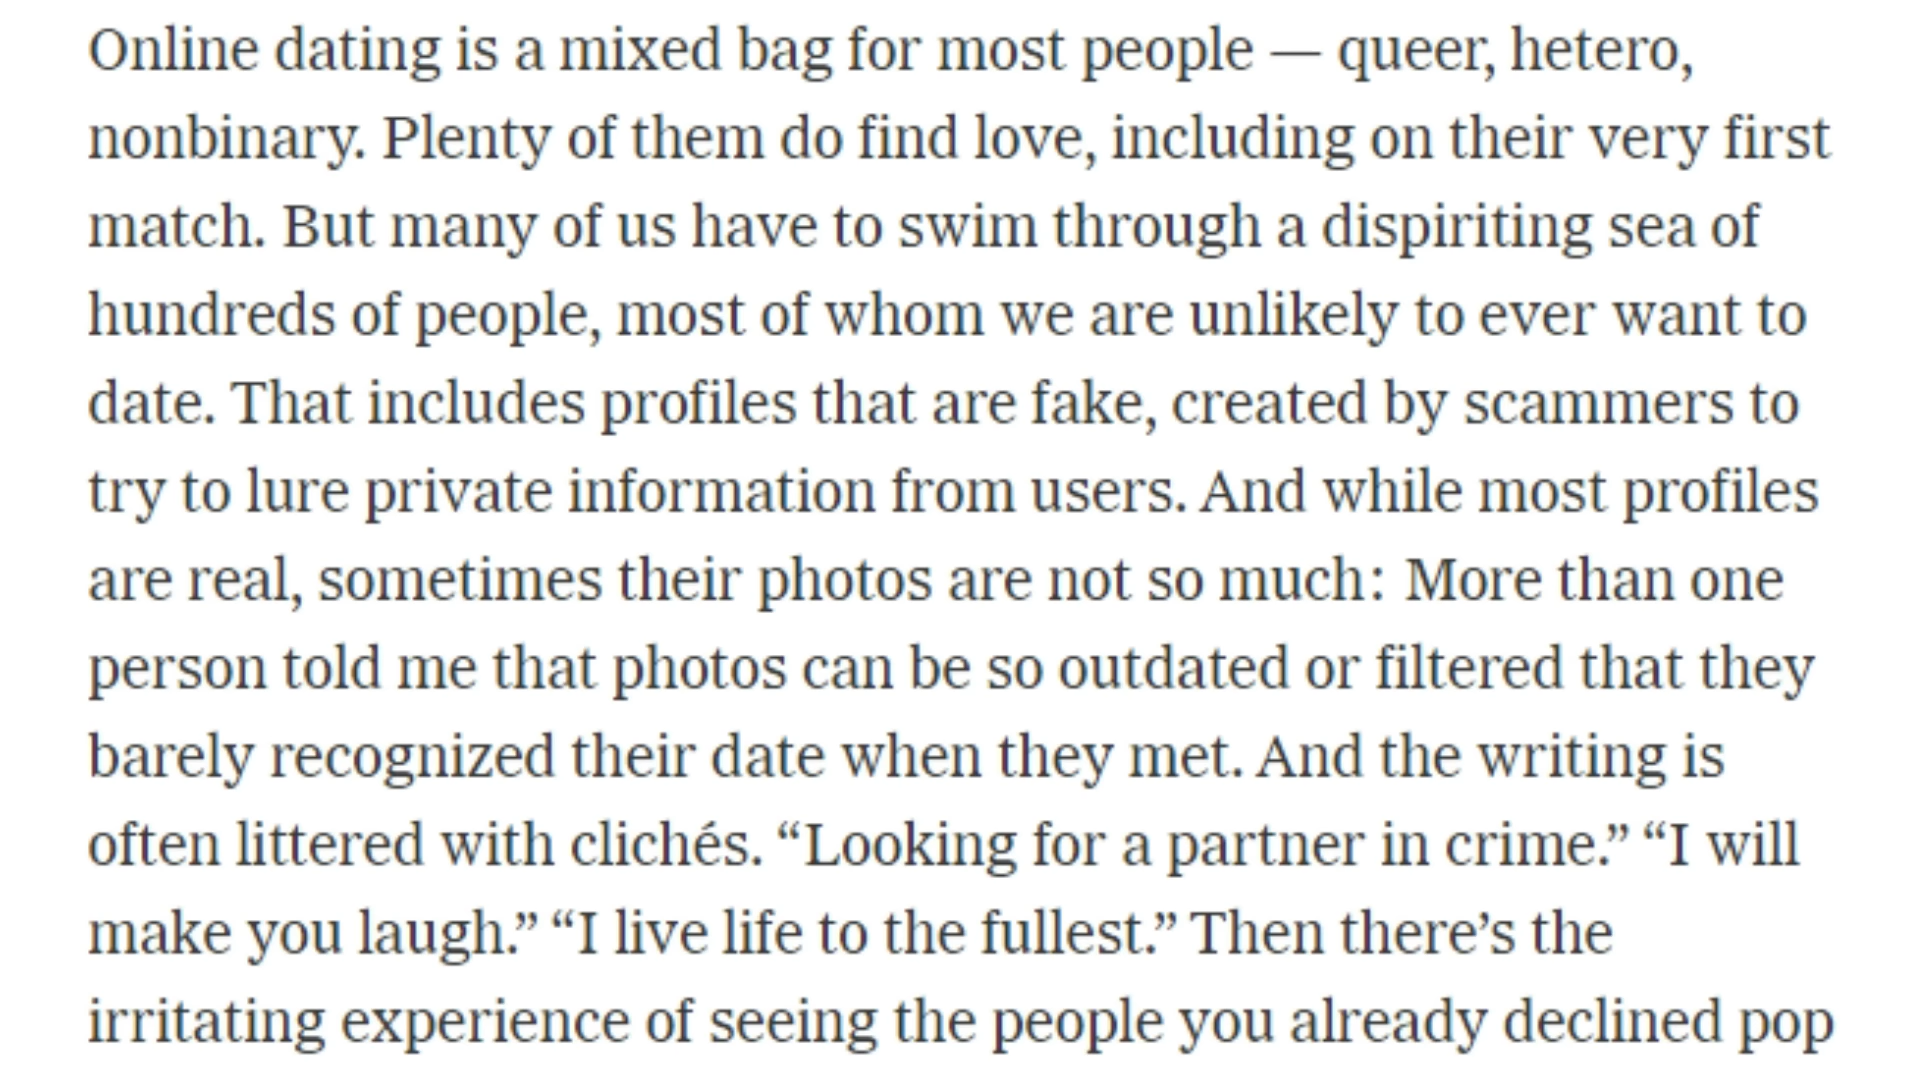 Online dating is a mixed bag for most people — queer, hetero,
nonbinary. Plenty of them do find love, including on their very first
match. But many of us have to swim through a dispiriting sea of
hundreds of people, most of whom we are unlikely to ever want to
date. That includes profiles that are fake, created by scammers to
try to lure private information from users. And while most profiles
are real, sometimes their photos are not so much: More than one
person told me that photos can be so outdated or filtered that they
barely recognized their date when they met. And the writing is
often littered with clichés. “Looking for a partner in crime.” “I will
make you laugh.” “I live life to the fullest.” Then there’s the
irritating experience of seeing the people you already declined pop